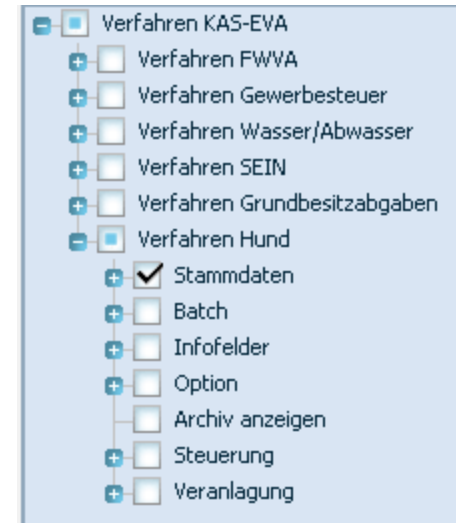 Verfahren KAS-EVA
Verfahren FWVA
Verfahren Gewerbesteuer
Verfahren Wasser/Abwasser
Verfahren SEIN
Verfahren Grundbesitzabgaben
Verfahren Hund
Stammdaten
Batch
Infofelder
Option
Archiv anzeigen
Steuerung
Veranlagung